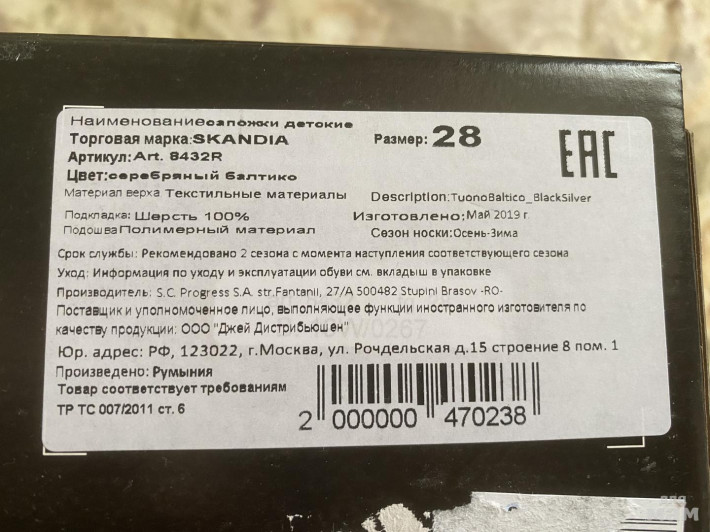 Наименование:сапожки детские
Торговая марка:SKANDIA Размер: 28 EAC
Артикул:Art. 8432R
Цвет:серебряный балтико
Материал верха Текстильные материалы Description:TuonoBaltico_BlackSilver
Подкладка: Шерсть 100% Изготовлено:Май 2019 г.
Подошва Полимерный материал Сезон носки:Осень-Зима
Срок службы: Рекомендовано 2 сезона с момента наступления соответствующего сезона
Уход: Информация по уходу и эксплуатации обуви см. вкладыш в упаковке
Производитель: S.C. Progress S.A. str.Fantanii, 27/A 500482 Stupini Brasov -RO-
Поставщик и уполномоченное лицо, выполняющее функции иностранного изготовителя по
качеству продукции: ООО "Джей Дистрибьюшен"
Юр. адрес: РФ, 123022, г.Москва, ул. Рочдельская д.15 строение 8 пом. 1
Произведено: Румыния
Товар соответствует требованиям
ТР ТС 007/2011 ст. 6
2 000000 470238